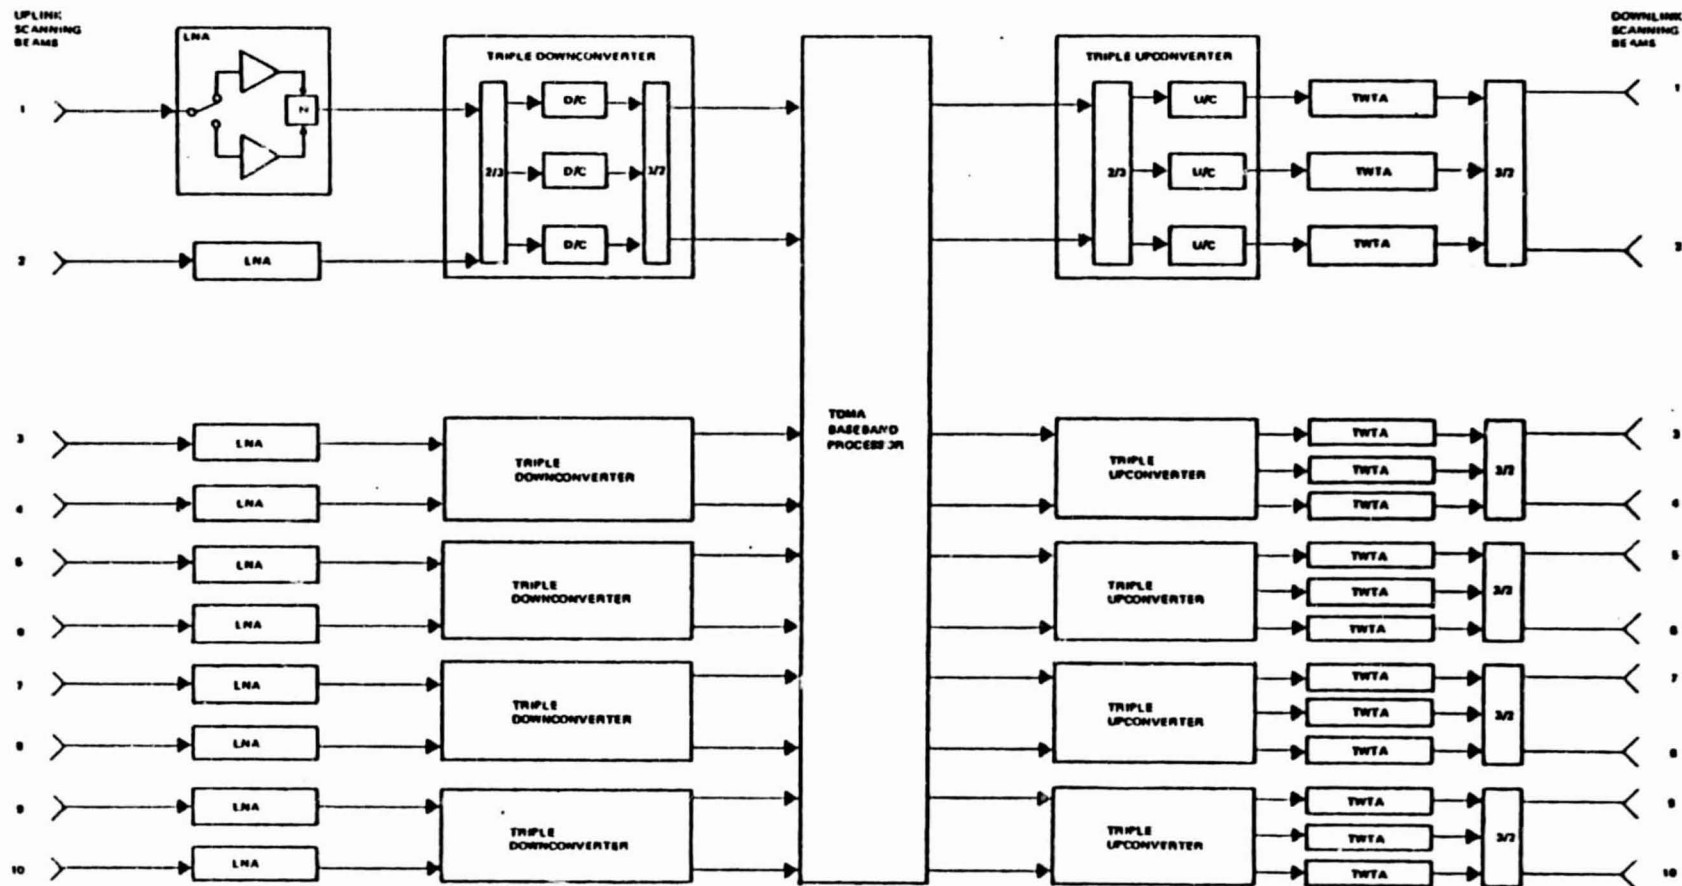 UPLINK
SCANNING
BEAMS
DOWNLINK
SCANNING
BEAMS
LNA
TRIPLE DOWNCONVERTER
TRIPLE UPCONVERTER
1
D/C
U/C
TWTA
1
2/3
D/C
3/2
2/3
U/C
TWTA
3/2
2
LNA
D/C
U/C
TWTA
2
TDMA
BASEBAND
PROCESSOR
3
LNA
TRIPLE
DOWNCONVERTER
TRIPLE
UPCONVERTER
TWTA
TWTA
TWTA
3/2
3
4
LNA
4
5
LNA
TRIPLE
DOWNCONVERTER
TRIPLE
UPCONVERTER
TWTA
TWTA
TWTA
3/2
5
6
LNA
6
7
LNA
TRIPLE
DOWNCONVERTER
TRIPLE
UPCONVERTER
TWTA
TWTA
TWTA
3/2
7
8
LNA
8
9
LNA
TRIPLE
DOWNCONVERTER
TRIPLE
UPCONVERTER
TWTA
TWTA
TWTA
3/2
9
10
LNA
10